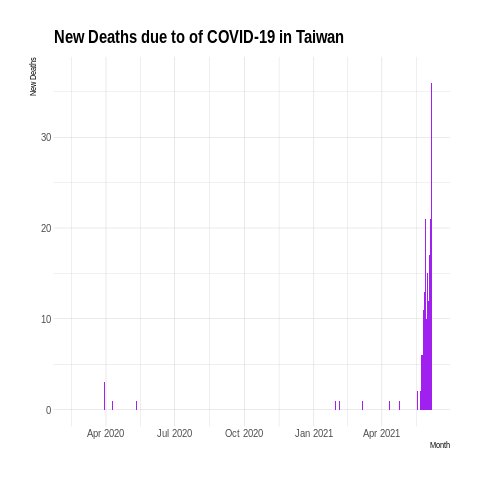 New Deaths due to of COVID-19 in Taiwan
New Deaths
30
20
10
0
Apr 2020 Jul 2020 Oct 2020 Jan 2021 Apr 2021
Month